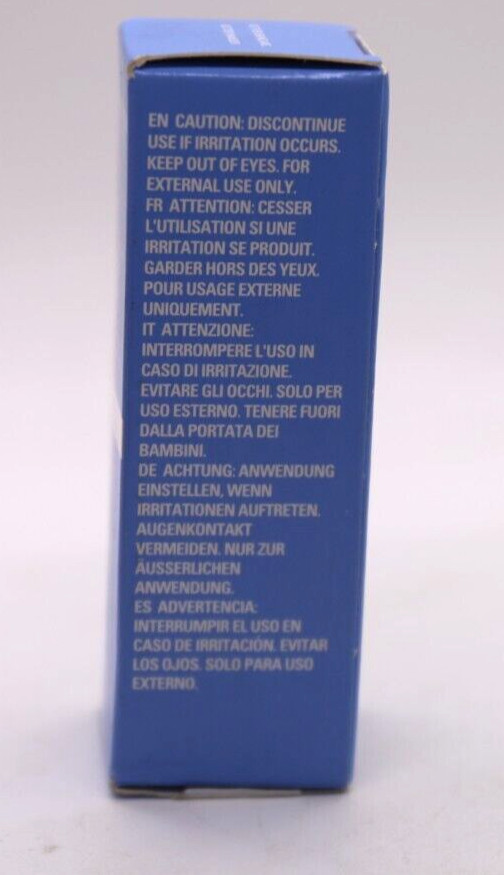 EN CAUTION: DISCONTINUE
USE IF IRRITATION OCCURS.
KEEP OUT OF EYES. FOR
EXTERNAL USE ONLY.
FR ATTENTION: CESSER
L'UTILISATION SI UNE
IRRITATION SE PRODUIT.
GARDER HORS DES YEUX.
POUR USAGE EXTERNE
UNIQUEMENT.
IT ATTENZIONE:
INTERROMPERE L'USO IN
CASO DI IRRITAZIONE.
EVITARE GLI OCCHI. SOLO PER
USO ESTERNO. TENERE FUORI
DALLA PORTATA DEI
BAMBINI.
DE ACHTUNG: ANWENDUNG
EINSTELLEN, WENN
IRRITATIONEN AUFTRETEN.
AUGENKONTAKT
VERMEIDEN. NUR ZUR
ÄUSSERLICHEN
ANWENDUNG.
ES ADVERTENCIA:
INTERRUMPIR EL USO EN
CASO DE IRRITACIÓN. EVITAR
LOS OJOS. SOLO PARA USO
EXTERNO.